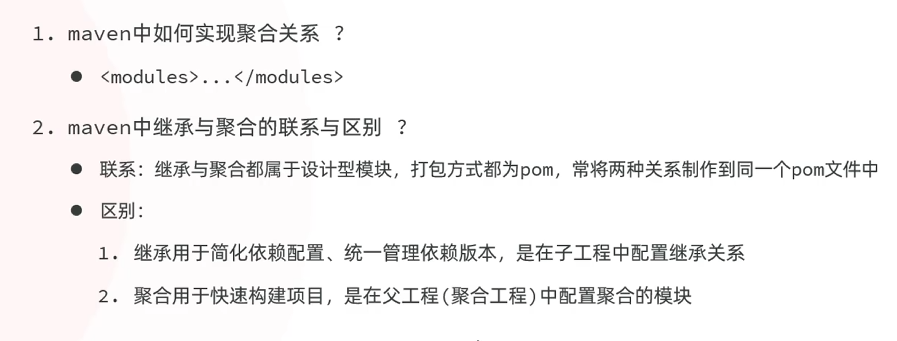 1. maven中如何实现聚合关系 ？
● <modules>...</modules>
2. maven中继承与聚合的联系与区别 ？
● 联系：继承与聚合都属于设计型模块，打包方式都为pom，常将两种关系制作到同一个pom文件中
● 区别：
1. 继承用于简化依赖配置、统一管理依赖版本，是在子工程中配置继承关系
2. 聚合用于快速构建项目，是在父工程(聚合工程)中配置聚合的模块